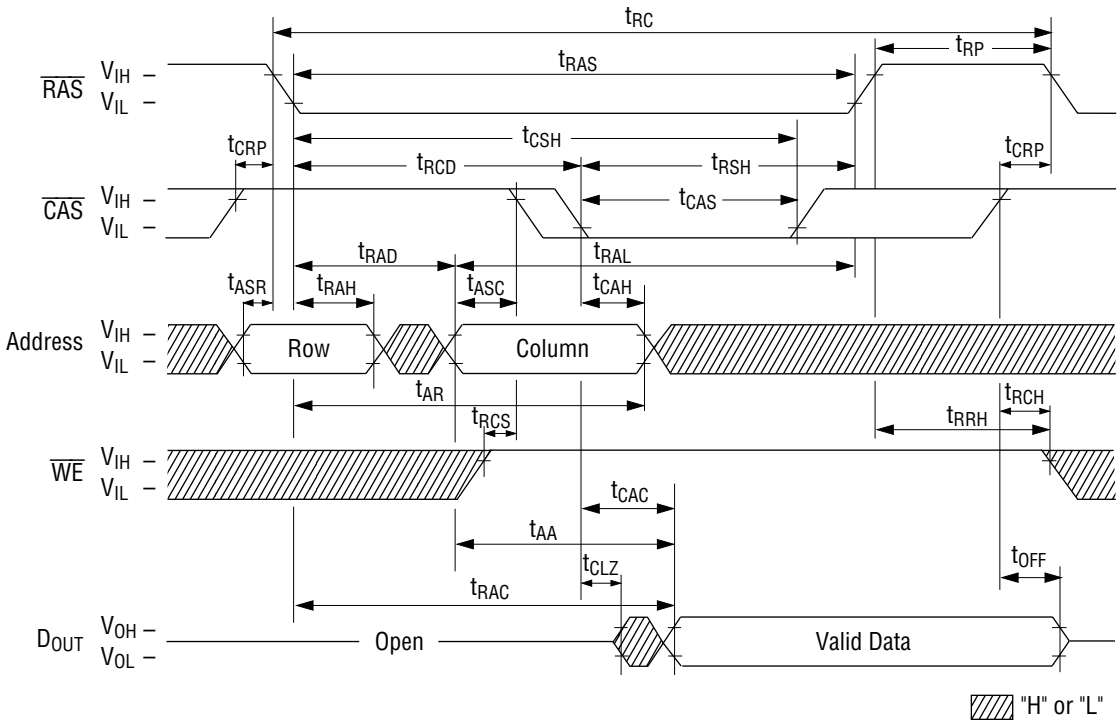 tRC
tRP
RAS
VIH
VIL
tRAS
tCSH
tCRP
tRCD
tRSH
tCRP
CAS
VIH
VIL
tCAS
tRAD
tRAL
tASR
tRAH
tASC
tCAH
Address
VIH
VIL
Row
Column
tAR
tRCS
tRCH
tRRH
WE
VIH
VIL
tCAC
tAA
tCLZ
tOFF
tRAC
DOUT
VOH
VOL
Open
Valid Data
"H" or "L"